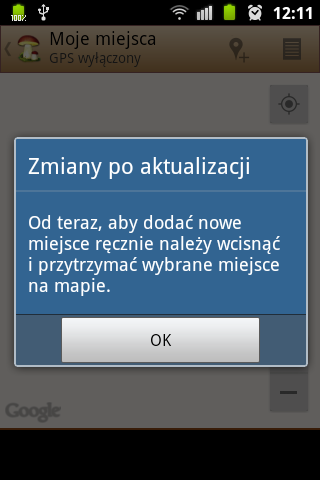 100%
12:11
Moje miejsca
GPS wyłączony
Zmiany po aktualizacji
Od teraz, aby dodać nowe
miejsce ręcznie należy wcisnąć
i przytrzymać wybrane miejsce
na mapie.
OK
Google